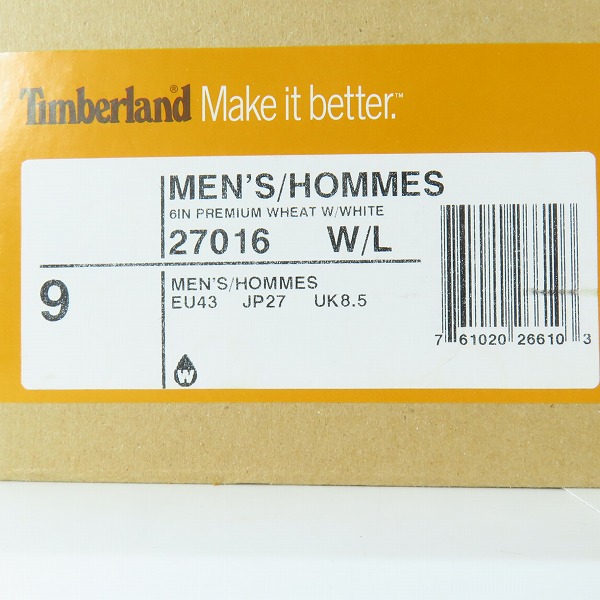 Timberland® Make it better.™
MEN'S/HOMMES
6IN PREMIUM WHEAT W/WHITE
27016 W/L
9
MEN'S/HOMMES
EU43 JP27 UK8.5
7 61020 26610 3
W